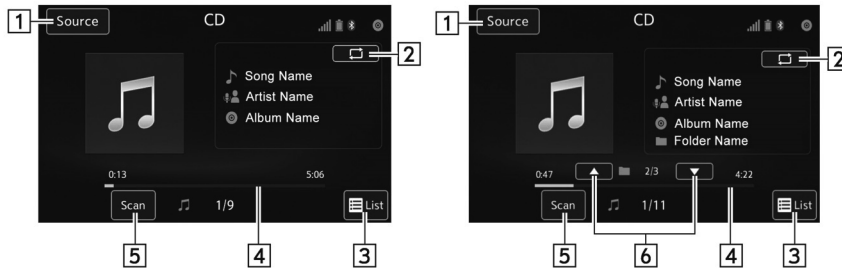 1
Source
CD
2
Song Name
Artist Name
Album Name
0:13
5:06
Scan
1/9
List
5
4
3
1
Source
CD
2
Song Name
Artist Name
Album Name
Folder Name
0:47
2/3
4:22
Scan
1/11
List
5
6
4
3